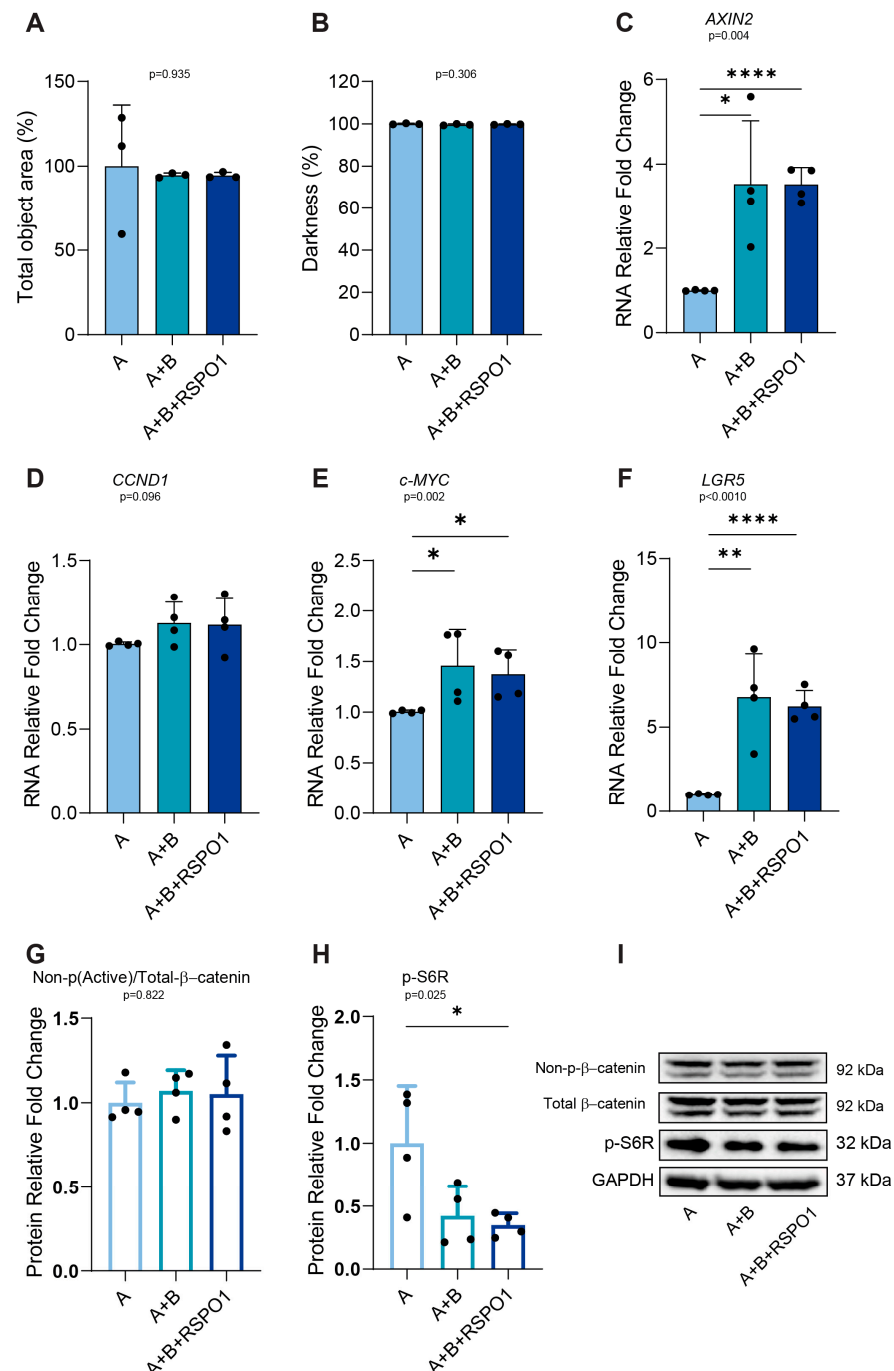 A
p=0.935
Total object area (%)
150
100
50
0
A
A+B
A+B+RSPO1
B
p=0.306
Darkness (%)
120
100
80
60
40
20
0
A
A+B
A+B+RSPO1
C
AXIN2
p=0.004
****
*
RNA Relative Fold Change
6
4
2
0
A
A+B
A+B+RSPO1
D
CCND1
p=0.096
RNA Relative Fold Change
1.5
1.0
0.5
0.0
A
A+B
A+B+RSPO1
E
c-MYC
p=0.002
*
*
RNA Relative Fold Change
2.5
2.0
1.5
1.0
0.5
0.0
A
A+B
A+B+RSPO1
F
LGR5
p<0.0010
****
**
RNA Relative Fold Change
15
10
5
0
A
A+B
A+B+RSPO1
G
Non-p(Active)/Total-β–catenin
p=0.822
Protein Relative Fold Change
1.5
1.0
0.5
0.0
A
A+B
A+B+RSPO1
H
p-S6R
p=0.025
*
Protein Relative Fold Change
2.0
1.5
1.0
0.5
0.0
A
A+B
A+B+RSPO1
I
Non-p-β–catenin 92 kDa
Total β–catenin 92 kDa
p-S6R 32 kDa
GAPDH 37 kDa
A
A+B
A+B+RSPO1